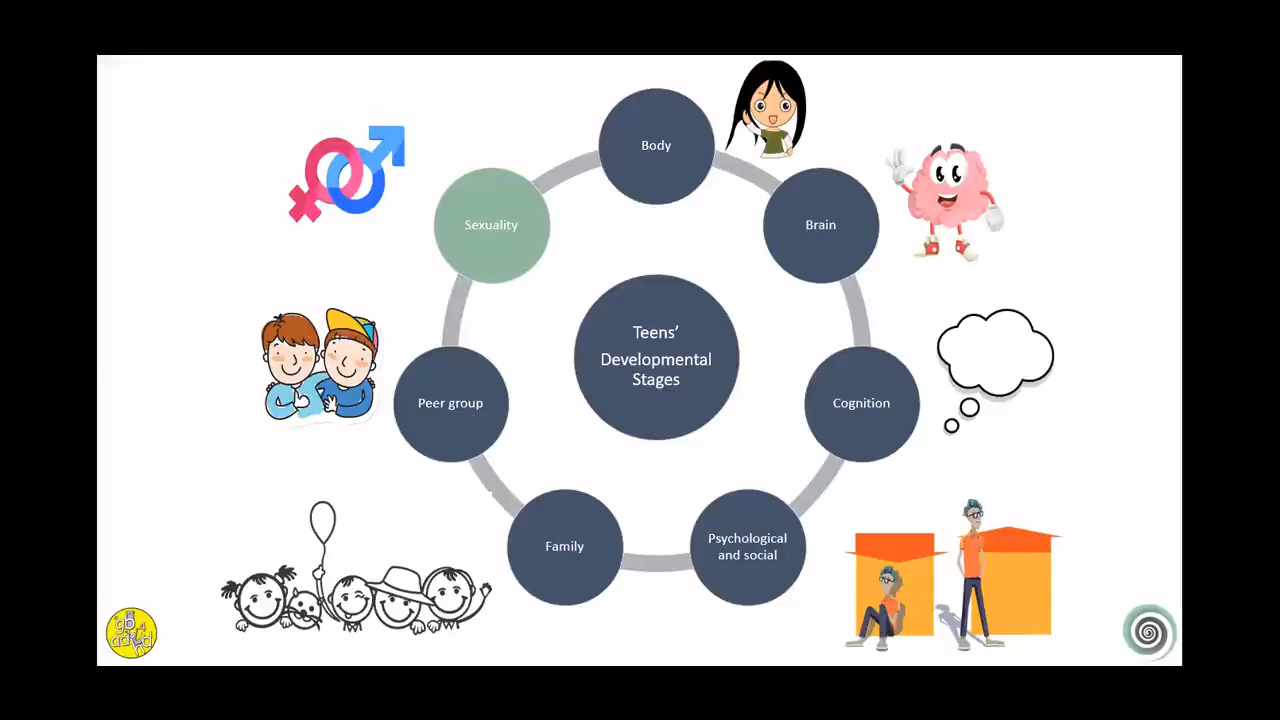 Body
Sexuality
Brain
Teens’
Developmental
Stages
Peer group
Cognition
Family
Psychological
and social